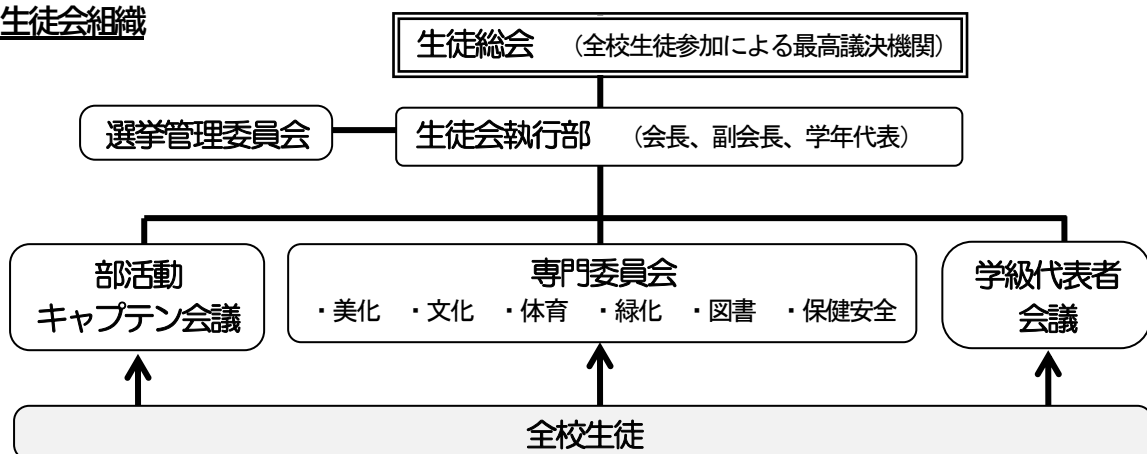 生徒会組織
生徒総会 （全校生徒参加による最高議決機関）
選挙管理委員会
生徒会執行部 （会長、副会長、学年代表）
部活動
キャプテン会議
専門委員会
・美化 ・文化 ・体育 ・緑化 ・図書 ・保健安全
学級代表者
会議
全校生徒